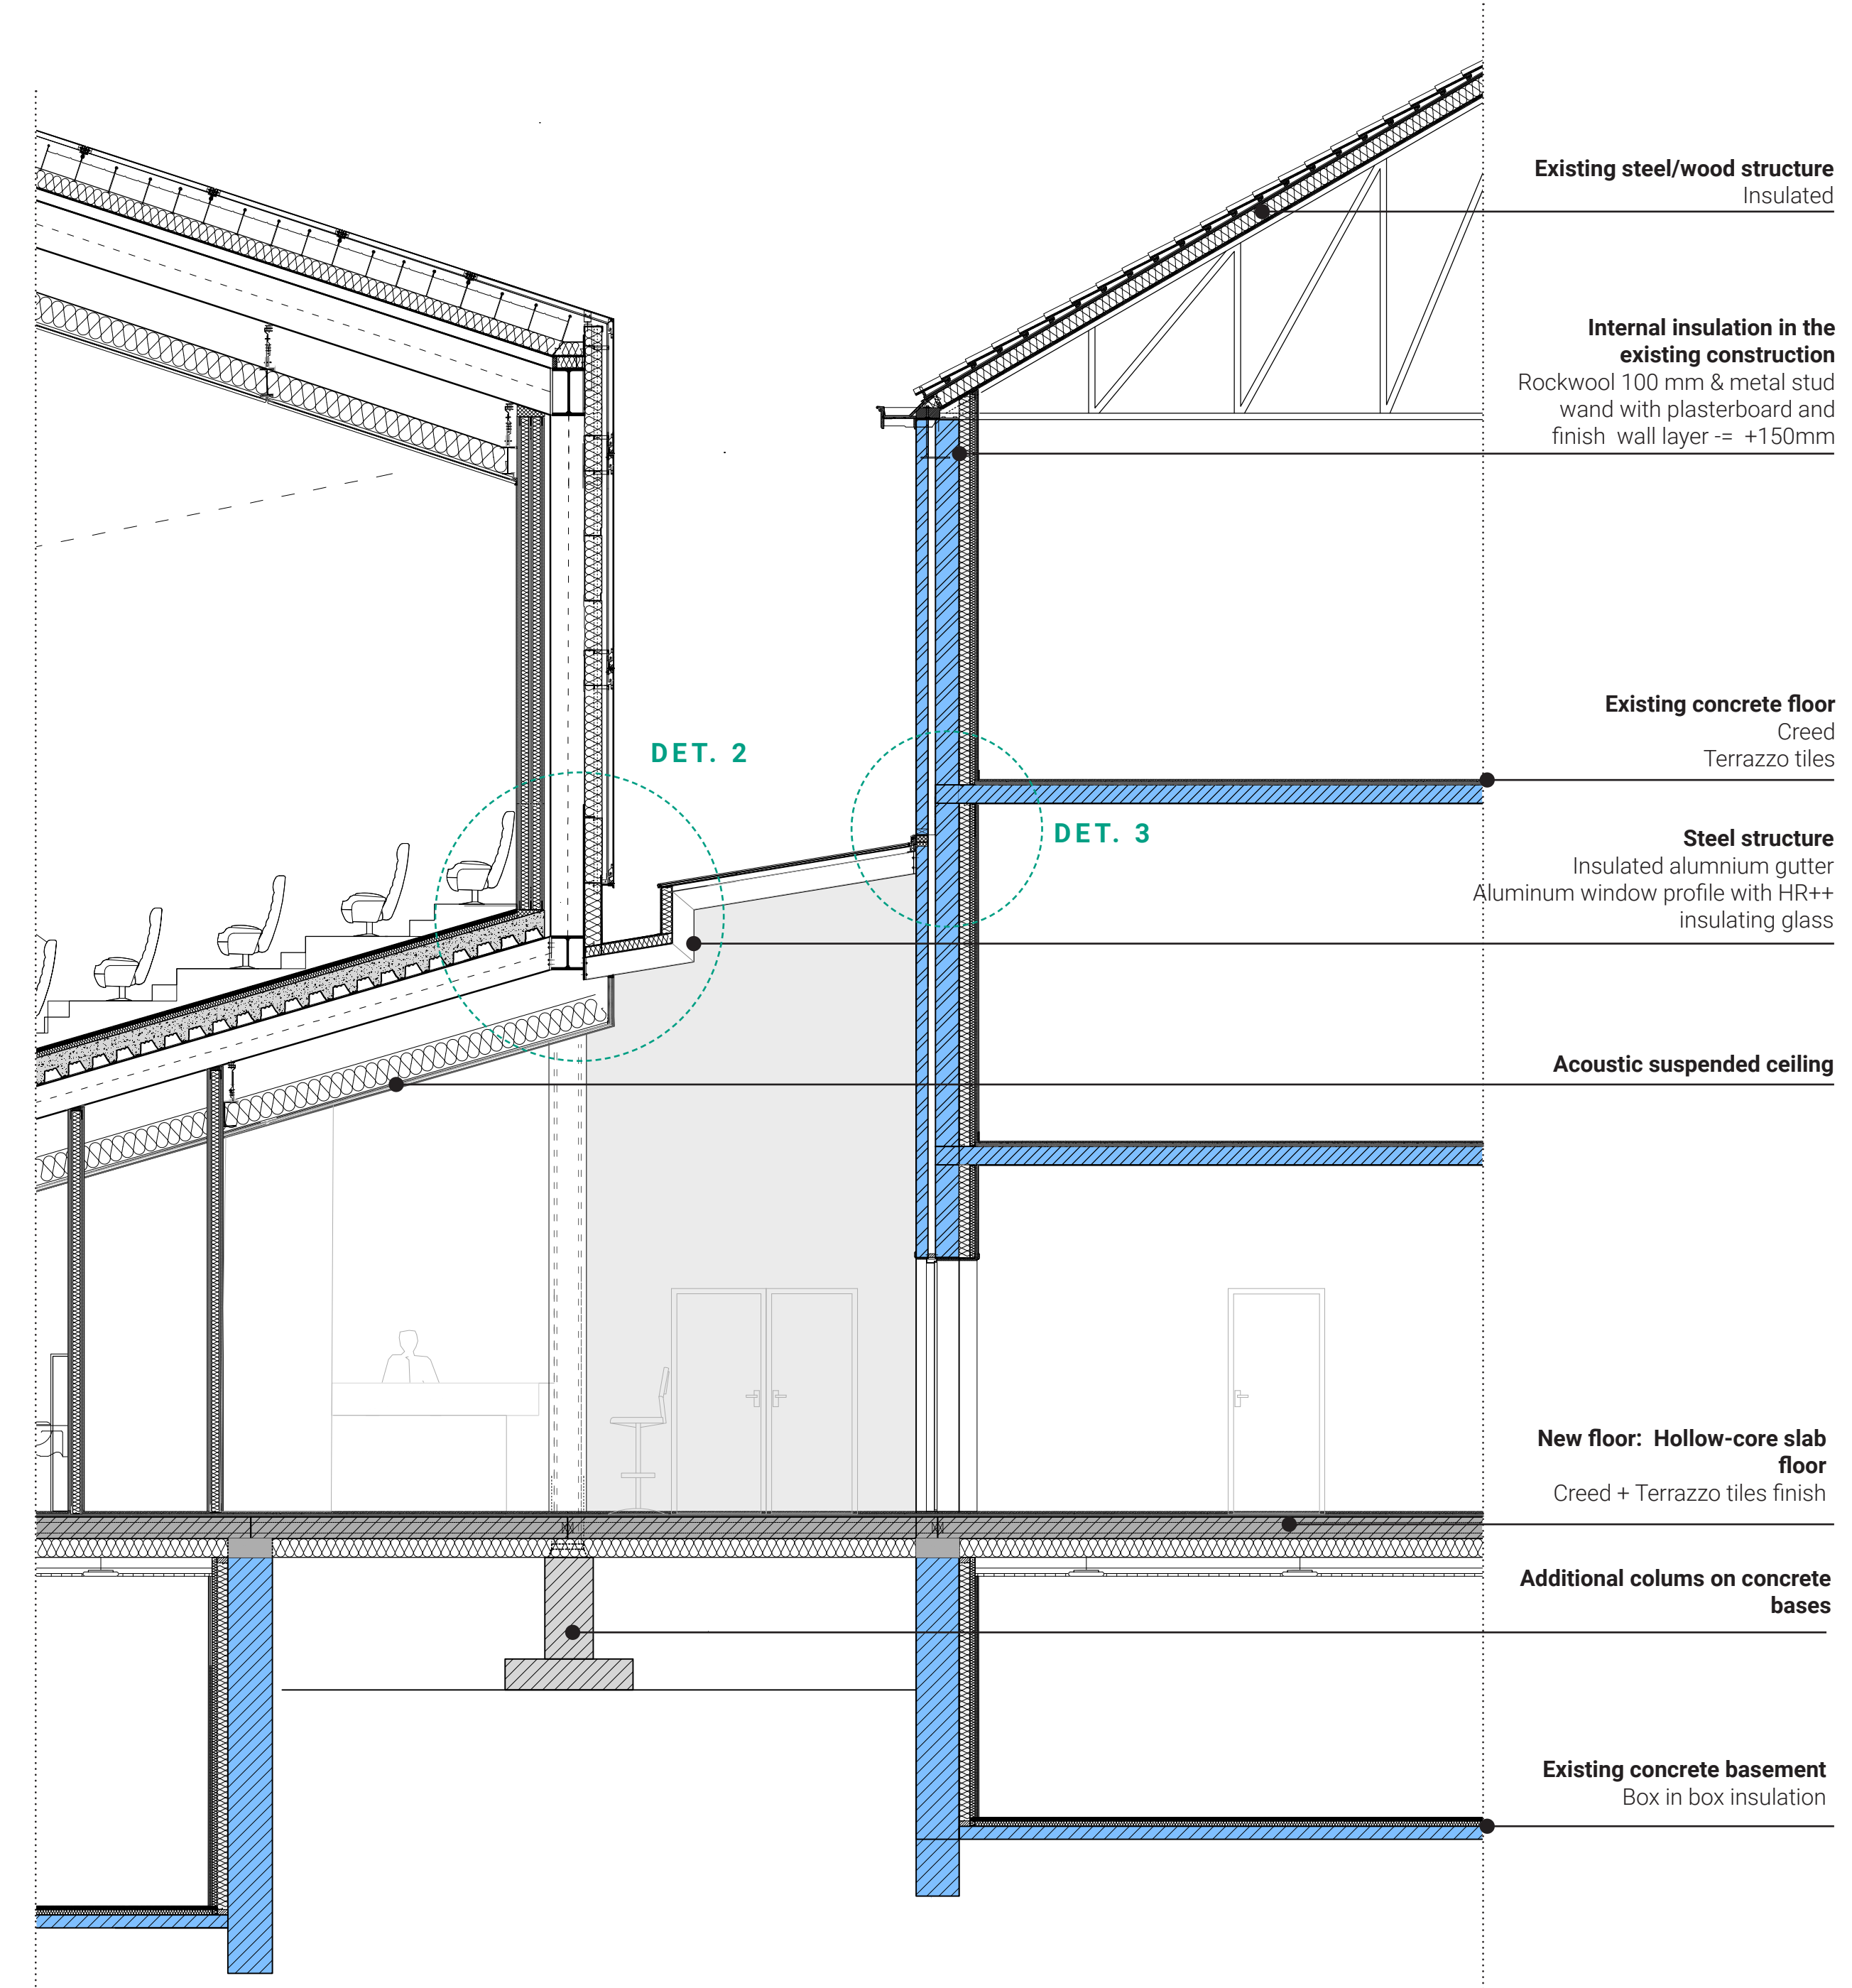 Existing steel/wood structure
Insulated
Internal insulation in the
existing construction
Rockwool 100 mm & metal stud
wand with plasterboard and
finish wall layer -= +150mm
Existing concrete floor
Creed
Terrazzo tiles
DET. 2
DET. 3
Steel structure
Insulated alumnium gutter
Aluminum window profile with HR++
insulating glass
Acoustic suspended ceiling
New floor: Hollow-core slab
floor
Creed + Terrazzo tiles finish
Additional colums on concrete
bases
Existing concrete basement
Box in box insulation